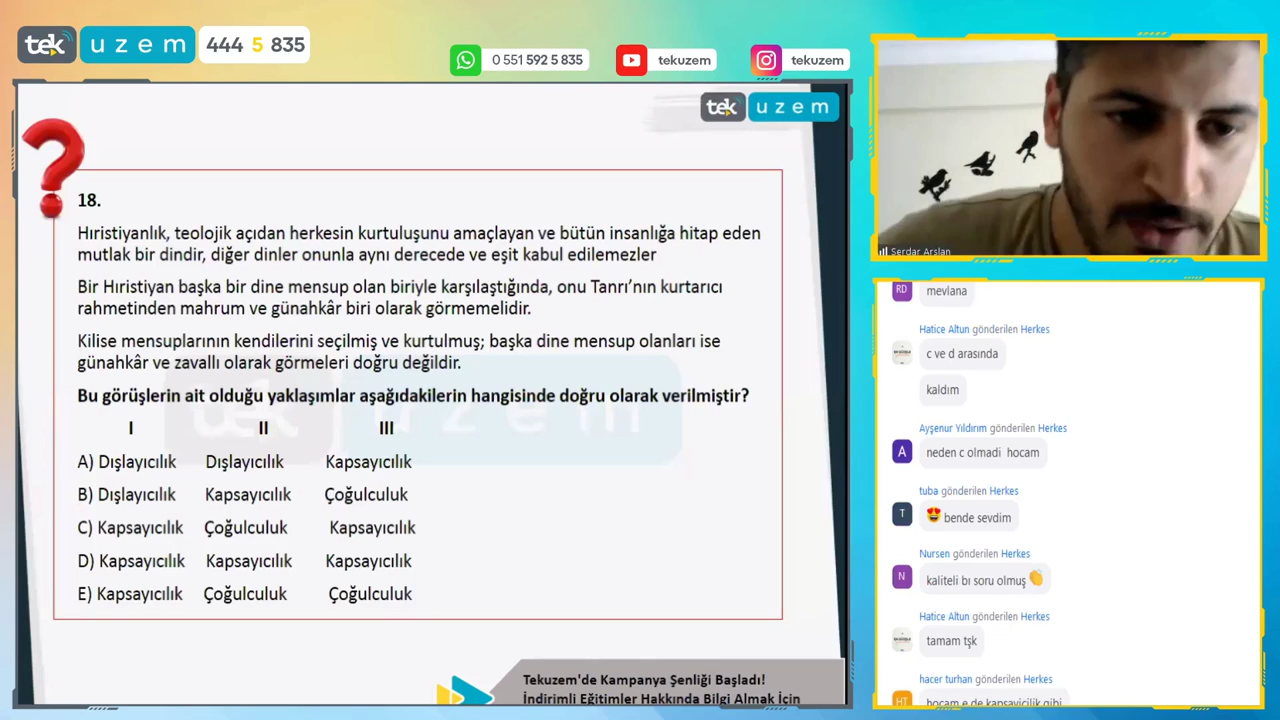 tek
uzem
444 5 835
0 551 592 5 835
tekuzem
tekuzem
tek
uzem
18.
Hıristiyanlık, teolojik açıdan herkesin kurtuluşunu amaçlayan ve bütün insanlığa hitap eden
mutlak bir dindir, diğer dinler onunla aynı derecede ve eşit kabul edilemezler
Bir Hıristiyan başka bir dine mensup olan biriyle karşılaştığında, onu Tanrı’nın kurtarıcı
rahmetinden mahrum ve günahkâr biri olarak görmemelidir.
Kilise mensuplarının kendilerini seçilmiş ve kurtulmuş; başka dine mensup olanları ise
günahkâr ve zavallı olarak görmeleri doğru değildir.
Bu görüşlerin ait olduğu yaklaşımlar aşağıdakilerin hangisinde doğru olarak verilmiştir?
I II III
A) Dışlayıcılık Dışlayıcılık Kapsayıcılık
B) Dışlayıcılık Kapsayıcılık Çoğulculuk
C) Kapsayıcılık Çoğulculuk Kapsayıcılık
D) Kapsayıcılık Kapsayıcılık Kapsayıcılık
E) Kapsayıcılık Çoğulculuk Çoğulculuk
Tekuzem'de Kampanya Şenliği Başladı!
İndirimli Eğitimler Hakkında Bilgi Almak İçin
Serdar Arslan
RD
mevlana
Hatice Altun gönderilen Herkes
c ve d arasında
kaldım
Ayşenur Yıldırım gönderilen Herkes
A
neden c olmadi hocam
tuba gönderilen Herkes
T
bende sevdim
Nursen gönderilen Herkes
N
kaliteli bı soru olmuş
Hatice Altun gönderilen Herkes
tamam tşk
hacer turhan gönderilen Herkes
HT
hocam e de kapsayicilik gibi